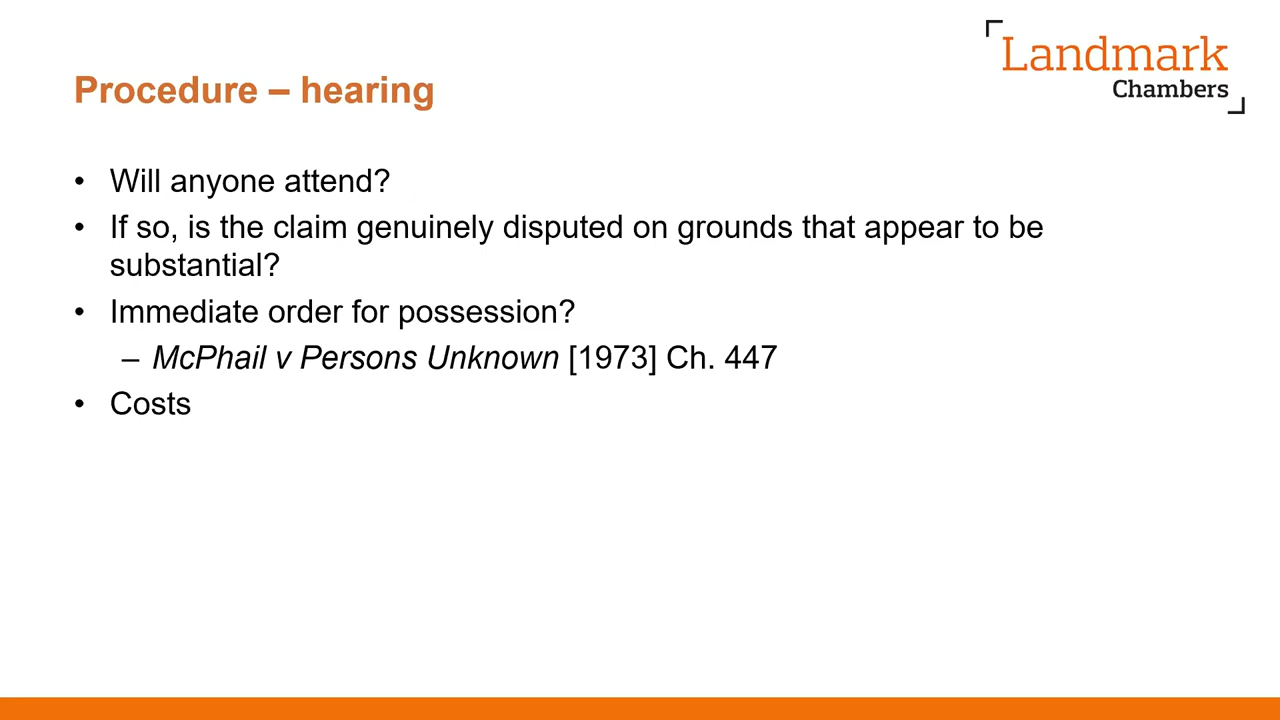 Landmark
Chambers
Procedure – hearing
• Will anyone attend?
• If so, is the claim genuinely disputed on grounds that appear to be
substantial?
• Immediate order for possession?
– McPhail v Persons Unknown [1973] Ch. 447
• Costs